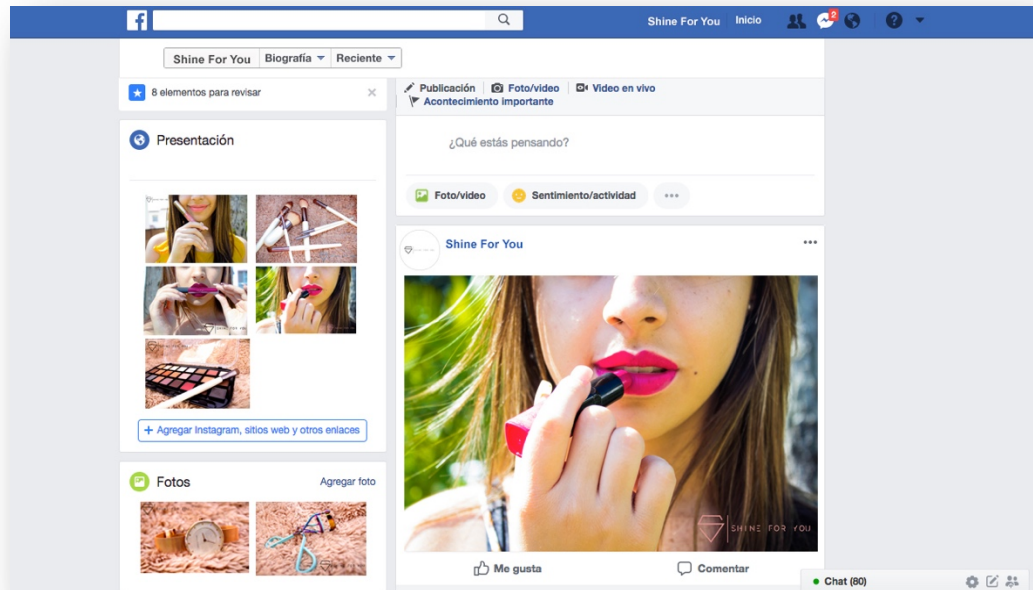 f
Shine For You Inicio 2 ?
Shine For You Biografía Reciente
8 elementos para revisar ×
Publicación Foto/video Video en vivo
Acontecimiento importante
Presentación
¿Qué estás pensando?
Foto/video Sentimiento/actividad ...
Shine For You ...
+ Agregar Instagram, sitios web y otros enlaces
Fotos Agregar foto
SHINE FOR YOU
Me gusta Comentar
Chat (80)